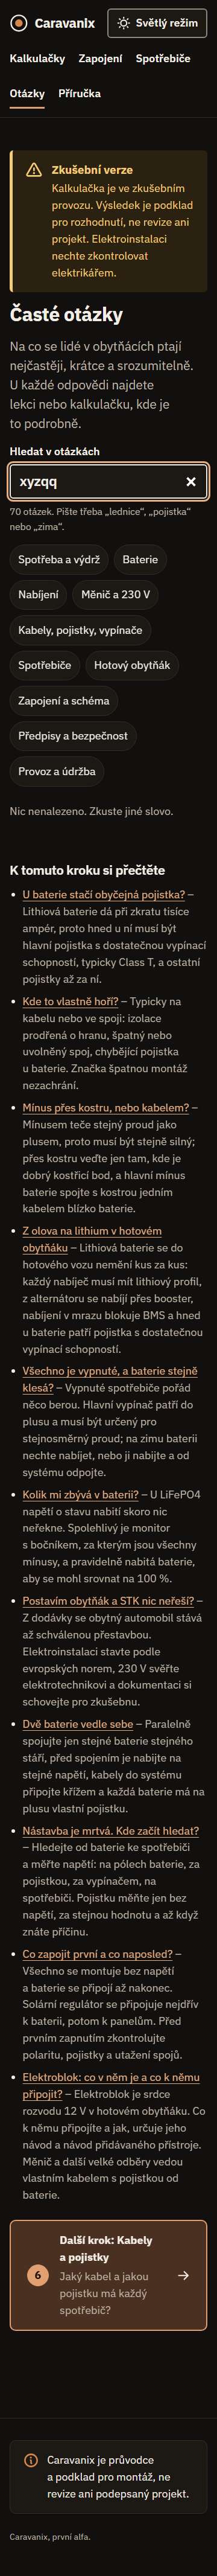 Caravanix
Světlý režim
Kalkulačky Zapojení Spotřebiče
Otázky Příručka
Zkušební verze
Kalkulačka je ve zkušebním
provozu. Výsledek je podklad
pro rozhodnutí, ne revize ani
projekt. Elektroinstalaci
nechte zkontrolovat
elektrikářem.
Časté otázky
Na co se lidé v obytňácích ptají
nejčastěji, krátce a srozumitelně.
U každé odpovědi najdete
lekci nebo kalkulačku, kde je
to podrobně.
Hledat v otázkách
xyzqq
70 otázek. Pište třeba „lednice“, „pojistka“
nebo „zima“.
Spotřeba a výdrž Baterie
Nabíjení Měnič a 230 V
Kabely, pojistky, vypínače
Spotřebiče Hotový obytňák
Zapojení a schéma
Předpisy a bezpečnost
Provoz a údržba
Nic nenalezeno. Zkuste jiné slovo.
K tomuto kroku si přečtěte
U baterie stačí obyčejná pojistka? –
Lithiová baterie dá při zkratu tisíce
ampér, proto hned u ní musí být
hlavní pojistka s dostatečnou vypínací
schopností, typicky Class T, a ostatní
pojistky až za ní.
Kde to vlastně hoří? – Typicky na
kabelu nebo ve spoji: izolace
prodřená o hranu, špatný nebo
uvolněný spoj, chybějící pojistka
u baterie. Značka špatnou montáž
nezachrání.
Mínus přes kostru, nebo kabelem? –
Mínusem teče stejný proud jako
plusem, proto musí být stejně silný;
přes kostru veďte jen tam, kde je
dobrý kostřicí bod, a hlavní mínus
baterie spojte s kostrou jedním
kabelem blízko baterie.
Z olova na lithium v hotovém
obytňáku – Lithiová baterie se do
hotového vozu nemění kus za kus:
každý nabíječ musí mít lithiový profil,
z alternátoru se nabíjí přes booster,
nabíjení v mrazu blokuje BMS a hned
u baterie patří pojistka s dostatečnou
vypínací schopností.
Všechno je vypnuté, a baterie stejně
klesá? – Vypnuté spotřebiče pořád
něco berou. Hlavní vypínač patří do
plusu a musí být určený pro
stejnosměrný proud; na zimu baterii
nechte nabíjet, nebo ji nabijte a od
systému odpojte.
Kolik mi zbývá v baterii? – U LiFePO4
napětí o stavu nabití skoro nic
neřekne. Spolehlivý je monitor
s bočníkem, za kterým jsou všechny
mínusy, a pravidelně nabitá baterie,
aby se mohl srovnat na 100 %.
Postavím obytňák a STK nic neřeší? –
Z dodávky se obytný automobil stává
až schválenou přestavbou.
Elektroinstalaci stavte podle
evropských norem, 230 V svěřte
elektrotechnikovi a dokumentaci si
schovejte pro zkušebnu.
Dvě baterie vedle sebe – Paralelně
spojujte jen stejné baterie stejného
stáří, před spojením je nabijte na
stejné napětí, kabely do systému
připojte křížem a každá baterie má na
plusu vlastní pojistku.
Nástavba je mrtvá. Kde začít hledat?
– Hledejte od baterie ke spotřebiči
a měřte napětí: na pólech baterie, za
pojistkou, za vypínačem, na
spotřebiči. Pojistku měňte jen bez
napětí, za stejnou hodnotu a až když
znáte příčinu.
Co zapojit první a co naposled? –
Všechno se montuje bez napětí
a baterie se připojí až nakonec.
Solární regulátor se připojuje nejdřív
k baterii, potom k panelům. Před
prvním zapnutím zkontrolujte
polaritu, pojistky a utažení spojů.
Elektroblok: co v něm je a co k němu
připojit? – Elektroblok je srdce
rozvodu 12 V v hotovém obytňáku. Co
k němu připojíte a jak, určuje jeho
návod a návod přidávaného přístroje.
Měnič a další velké odběry vedou
vlastním kabelem s pojistkou od
baterie.
6
Další krok: Kabely
a pojistky
Jaký kabel a jakou
pojistku má každý
spotřebič?
Caravanix je průvodce
a podklad pro montáž, ne
revize ani podepsaný projekt.
Caravanix, první alfa.